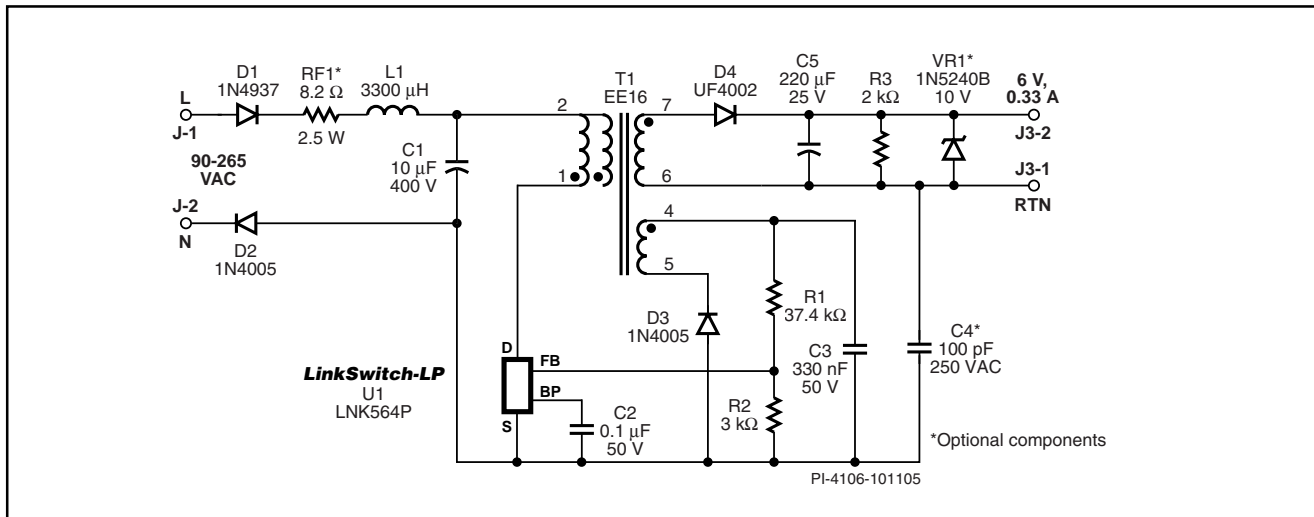 D1
1N4937
RF1*
8.2 Ω
2.5 W
L1
3300 µH
L
J-1
90-265
VAC
J-2
N
D2
1N4005
C1
10 µF
400 V
T1
EE16
2
1
7
6
4
5
D4
UF4002
C5
220 µF
25 V
R3
2 kΩ
VR1*
1N5240B
10 V
6 V,
0.33 A
J3-2
J3-1
RTN
D3
1N4005
R1
37.4 kΩ
C3
330 nF
50 V
C4*
100 pF
250 VAC
R2
3 kΩ
LinkSwitch-LP
U1
LNK564P
D
FB
BP
S
C2
0.1 µF
50 V
*Optional components
PI-4106-101105